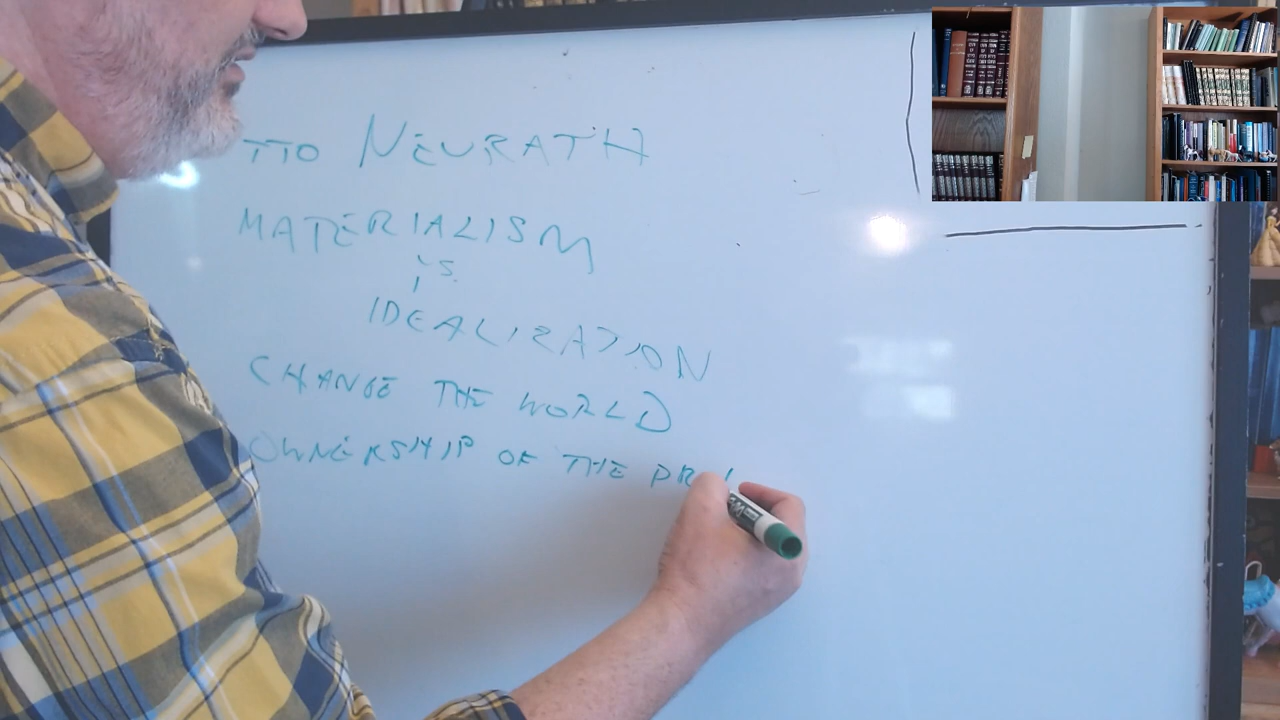 TTO NEURATH
MATERIALISM
is
IDEALIZATION
CHANGE THE WORLD
OWNERSHIP OF THE PR